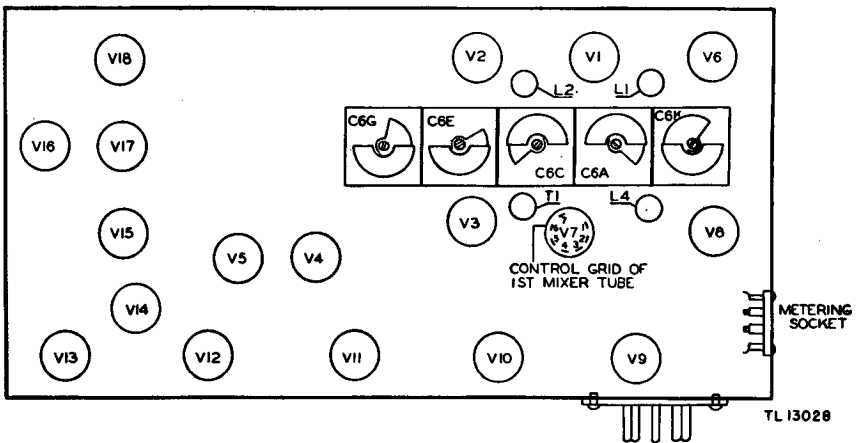 V18
V2
V1
V6
L2
L1
C6G
C6E
C6C
C6A
C6K
V16
V17
T1
L4
V15
V3
V7
V8
V5
V4
CONTROL GRID OF
1ST MIXER TUBE
V14
METERING
SOCKET
V13
V12
V11
V10
V9
TL 13028